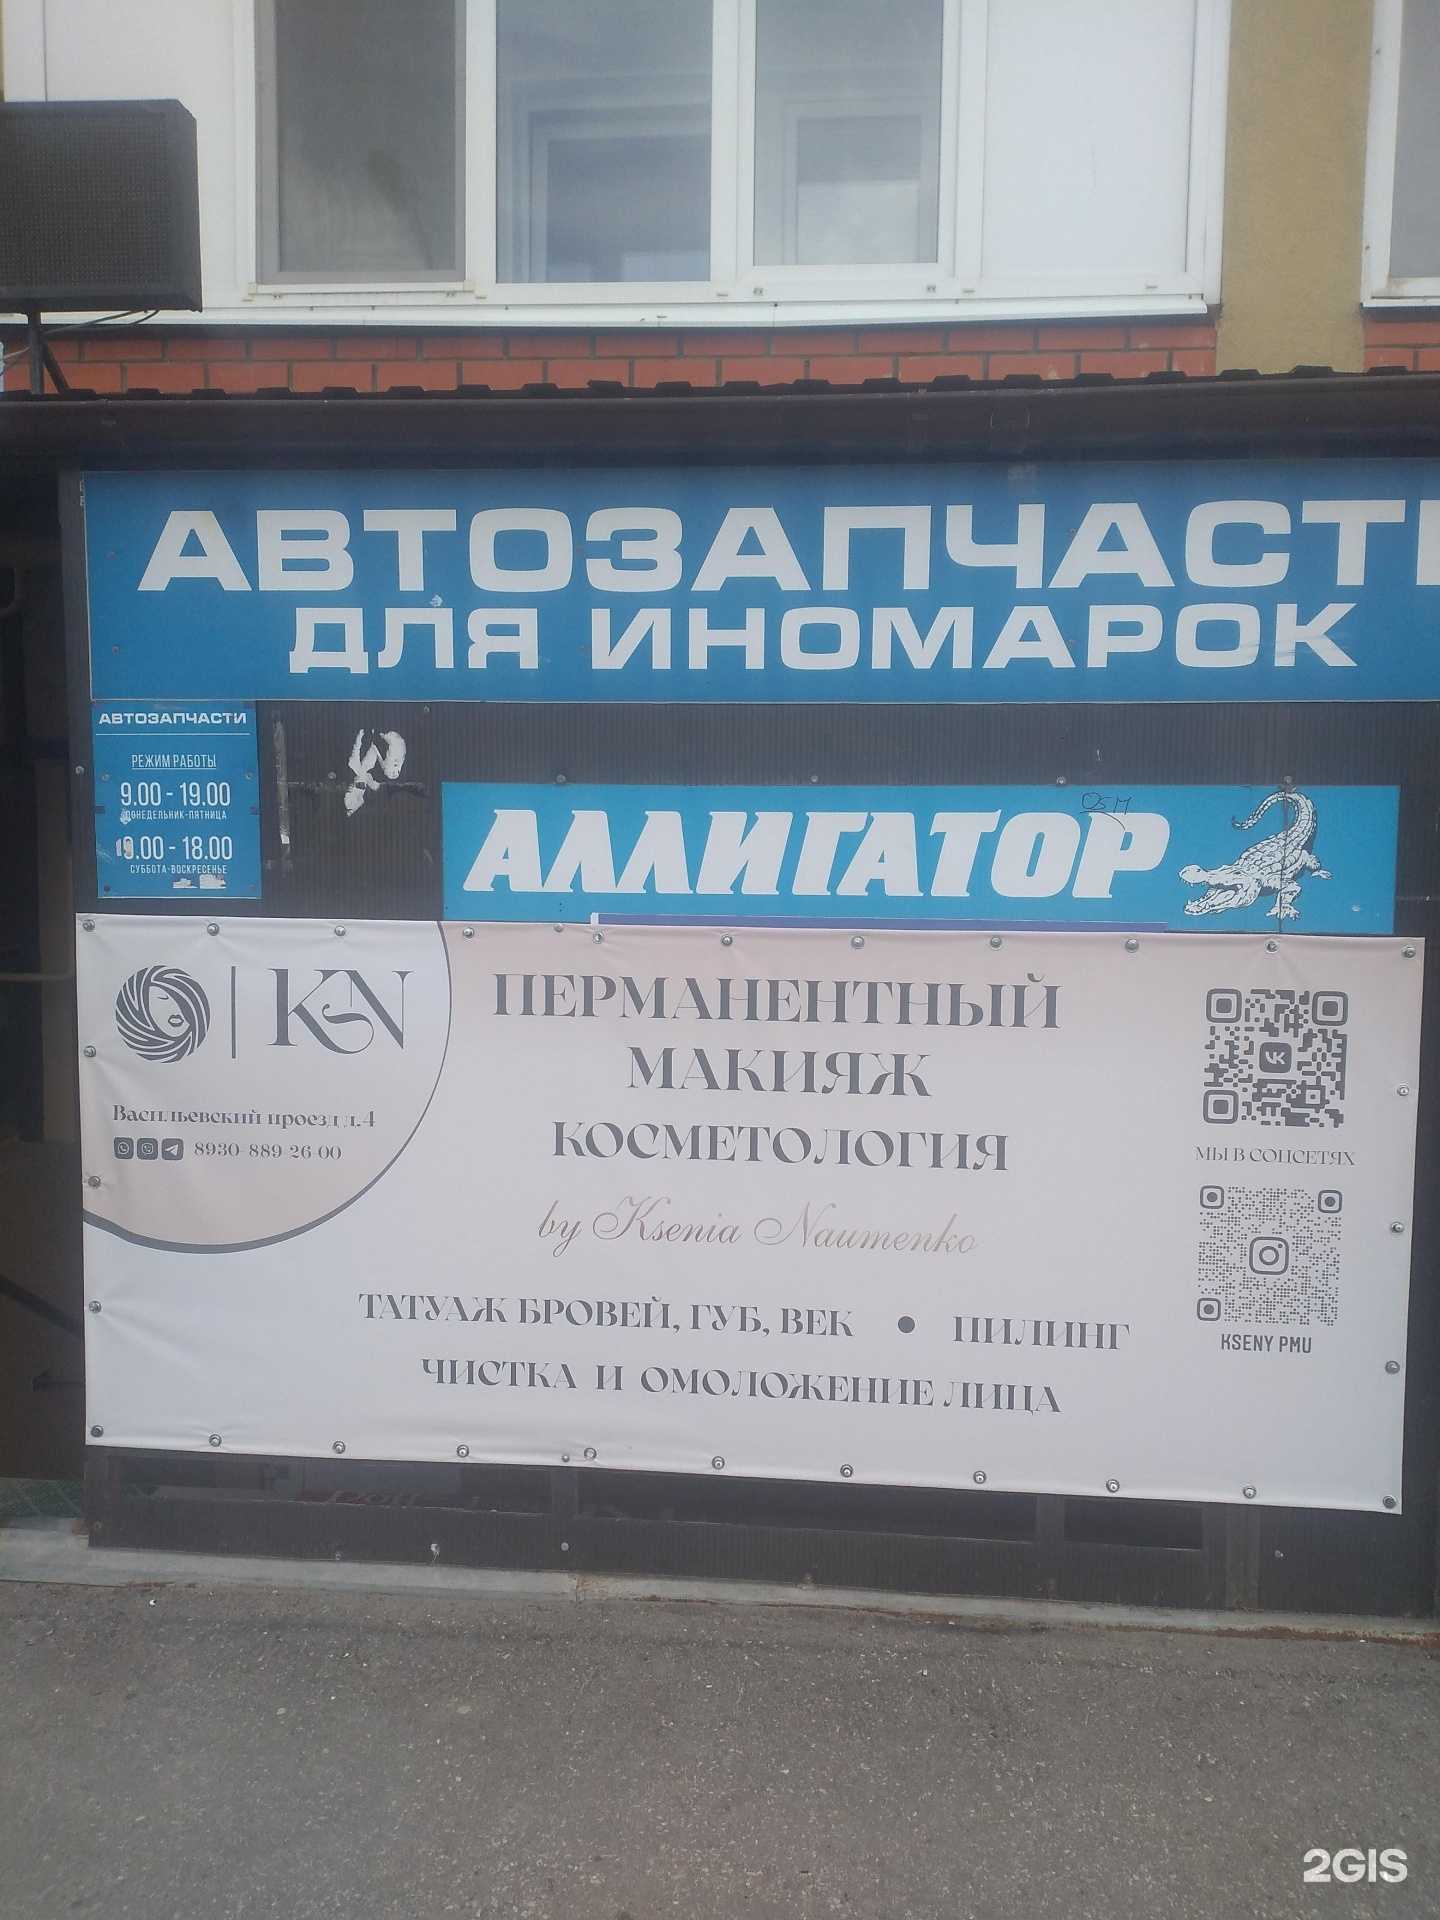 АВТОЗАПЧАСТИ
ДЛЯ ИНОМАРОК
АВТОЗАПЧАСТИ
РЕЖИМ РАБОТЫ
9.00 - 19.00
ПОНЕДЕЛЬНИК-ПЯТНИЦА
- 18.00
СУББОТА-ВОСКРЕСЕНЬЕ
АЛЛИГАТОР
KN
Васильевский проезд д.4
8930-889-26-00
ПЕРМАНЕНТНЫЙ
МАКИЯЖ
КОСМЕТОЛОГИЯ
by Ksenia Naumenko
ТАТУАЖ БРОВЕЙ, ГУБ, ВЕК • ПИЛИНГ
ЧИСТКА И ОМОЛОЖЕНИЕ ЛИЦА
МЫ В СОЦСЕТЯХ
KSENY PMU
2GIS